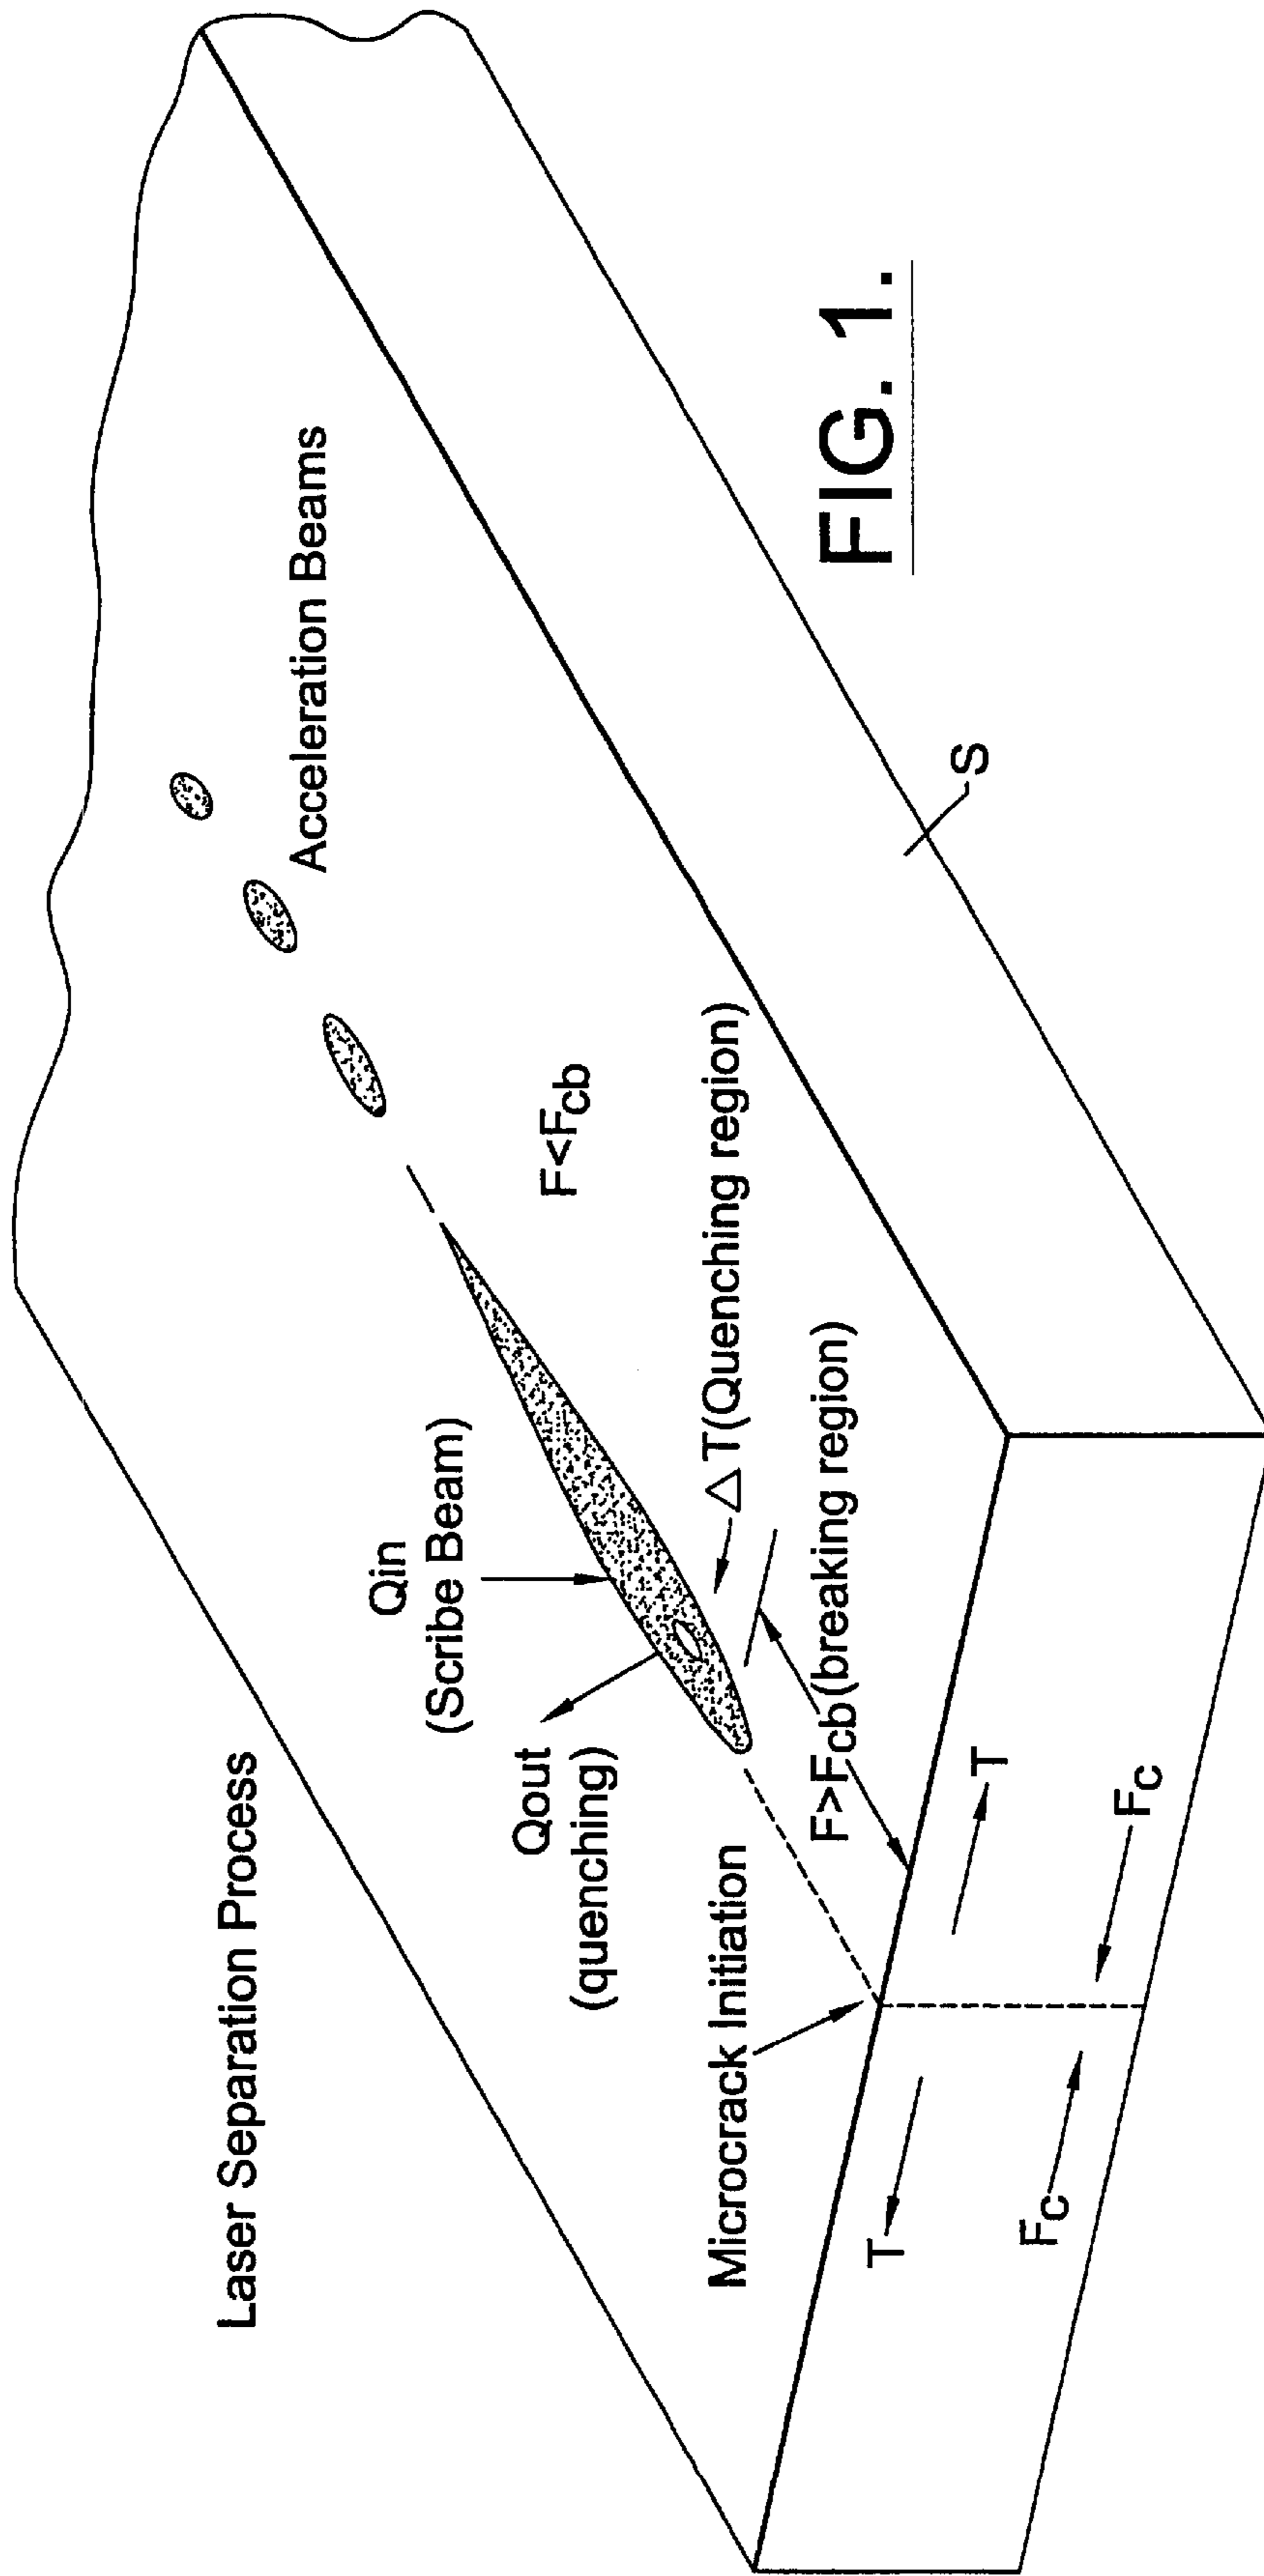 Laser Separation Process
Acceleration Beams
Qin
(Scribe Beam)
Qout
(quenching)
F<Fcb
△T(Quenching region)
Microcrack Initiation
F>Fcb(breaking region)
T
T
Fc
Fc
S
FIG. 1.